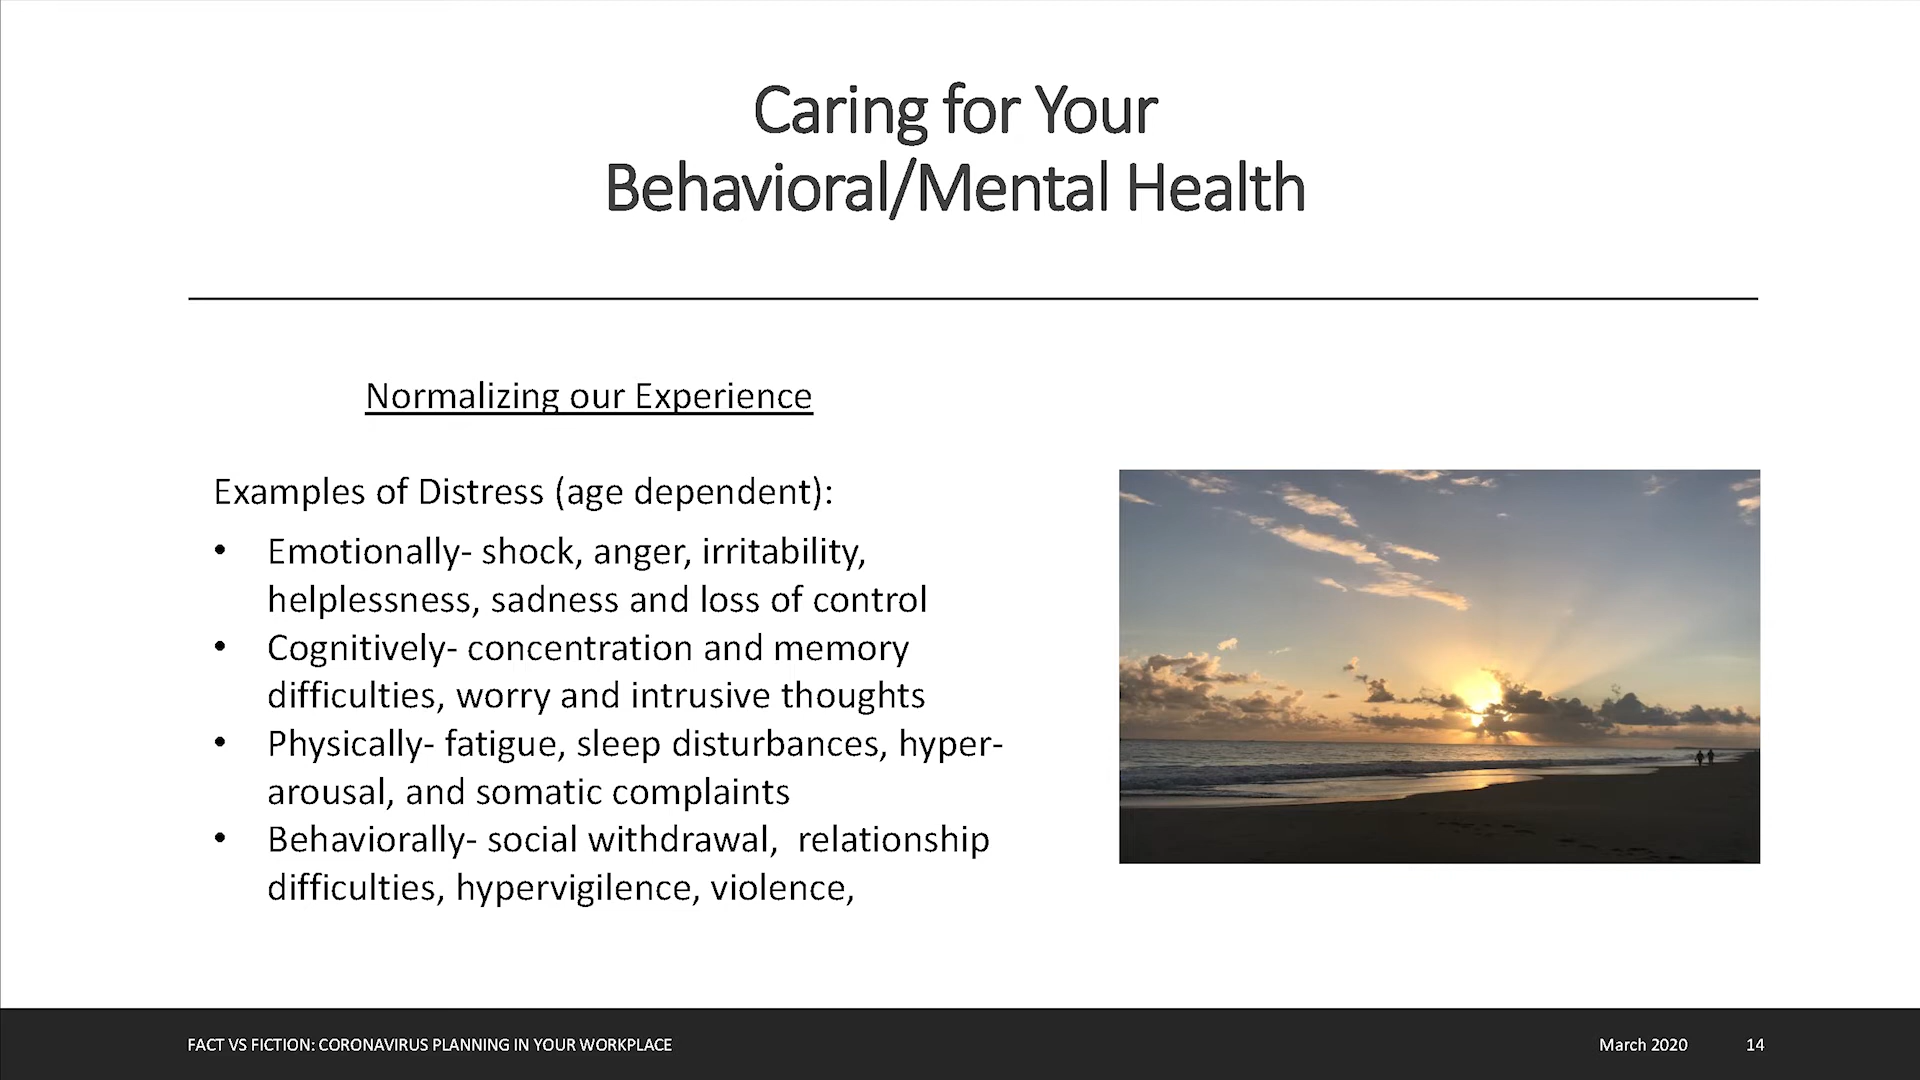 Caring for Your
Behavioral/Mental Health
Normalizing our Experience
Examples of Distress (age dependent):
• Emotionally- shock, anger, irritability,
helplessness, sadness and loss of control
• Cognitively- concentration and memory
difficulties, worry and intrusive thoughts
• Physically- fatigue, sleep disturbances, hyper-
arousal, and somatic complaints
• Behaviorally- social withdrawal,  relationship
difficulties, hypervigilence, violence,
FACT VS FICTION: CORONAVIRUS PLANNING IN YOUR WORKPLACE
March 2020
14